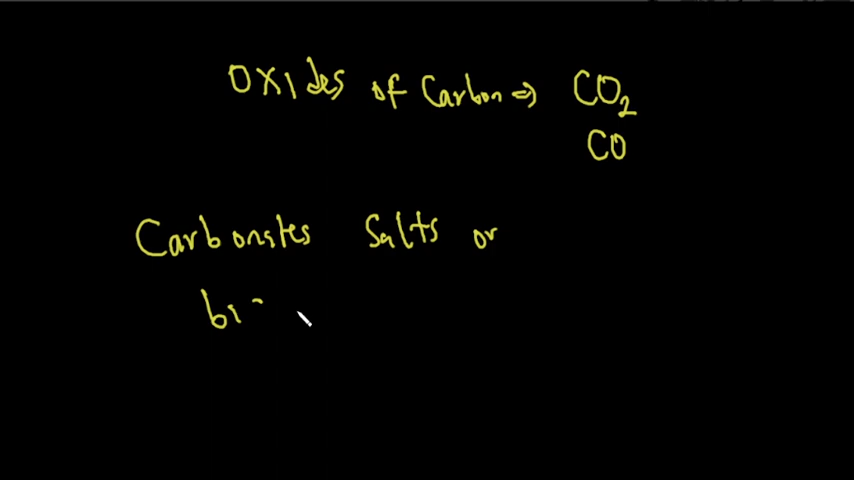 Oxides of Carbon ⇒ CO₂
CO
Carbonates Salts or
bi